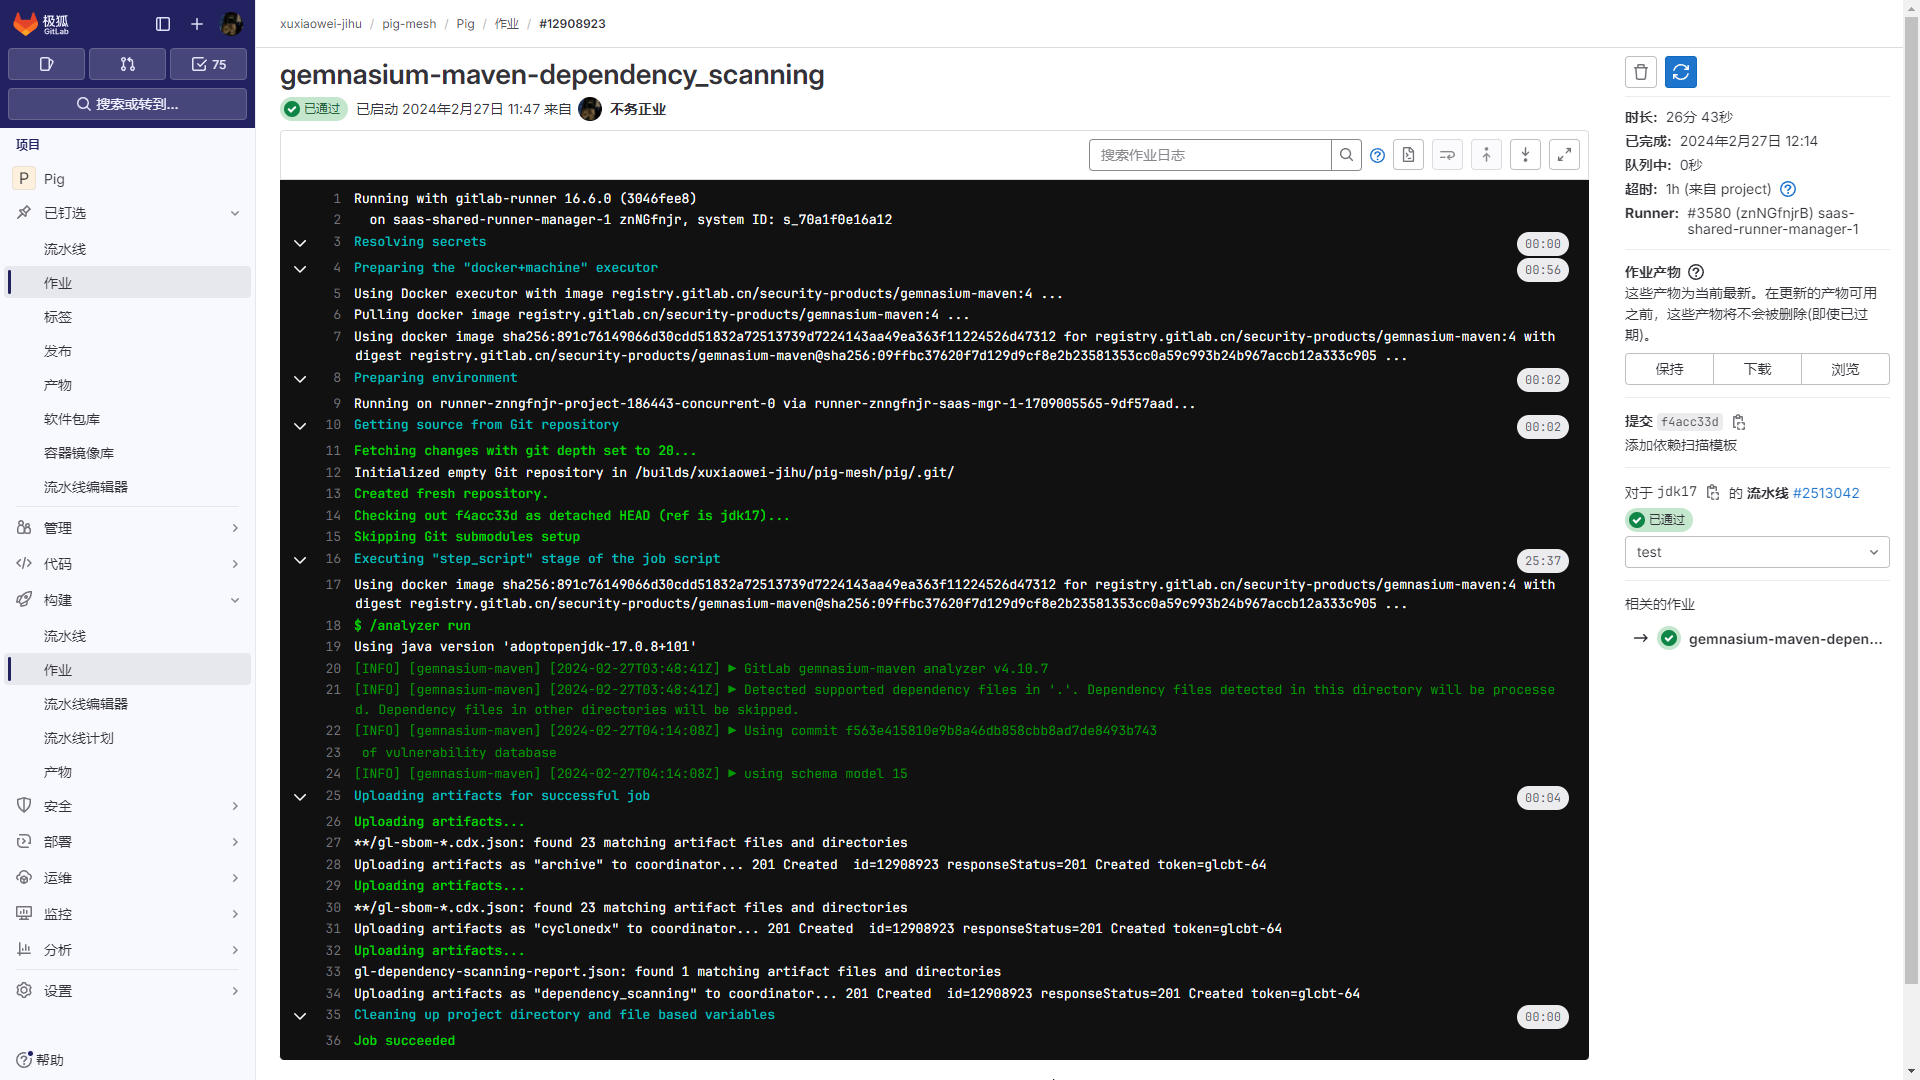 极狐
GitLab
75
搜索或转到...
项目
P Pig
已钉选
流水线
作业
标签
发布
产物
软件包库
容器镜像库
流水线编辑器
管理
代码
构建
流水线
作业
流水线编辑器
流水线计划
产物
安全
部署
运维
监控
分析
设置
帮助
xuxiaowei-jihu / pig-mesh / Pig / 作业 / #12908923
gemnasium-maven-dependency_scanning
已通过 已启动 2024年2月27日 11:47 来自 不务正业
搜索作业日志
1 Running with gitlab-runner 16.6.0 (3046fee8)
2 on saas-shared-runner-manager-1 znNGfnjr, system ID: s_70a1f0e16a12
3 Resolving secrets 00:00
4 Preparing the "docker+machine" executor 00:56
5 Using Docker executor with image registry.gitlab.cn/security-products/gemnasium-maven:4 ...
6 Pulling docker image registry.gitlab.cn/security-products/gemnasium-maven:4 ...
7 Using docker image sha256:891c76149066d30cdd51832a72513739d7224143aa49ea363f11224526d47312 for registry.gitlab.cn/security-products/gemnasium-maven:4 with
digest registry.gitlab.cn/security-products/gemnasium-maven@sha256:09ffbc37620f7d129d9cf8e2b23581353cc0a59c993b24b967accb12a333c905 ...
8 Preparing environment 00:02
9 Running on runner-znngfnjr-project-186443-concurrent-0 via runner-znngfnjr-saas-mgr-1-1709005565-9df57aad...
10 Getting source from Git repository 00:02
11 Fetching changes with git depth set to 20...
12 Initialized empty Git repository in /builds/xuxiaowei-jihu/pig-mesh/pig/.git/
13 Created fresh repository.
14 Checking out f4acc33d as detached HEAD (ref is jdk17)...
15 Skipping Git submodules setup
16 Executing "step_script" stage of the job script 25:37
17 Using docker image sha256:891c76149066d30cdd51832a72513739d7224143aa49ea363f11224526d47312 for registry.gitlab.cn/security-products/gemnasium-maven:4 with
digest registry.gitlab.cn/security-products/gemnasium-maven@sha256:09ffbc37620f7d129d9cf8e2b23581353cc0a59c993b24b967accb12a333c905 ...
18 $ /analyzer run
19 Using java version 'adoptopenjdk-17.0.8+101'
20 [INFO] [gemnasium-maven] [2024-02-27T03:48:41Z] ▶ GitLab gemnasium-maven analyzer v4.10.7
21 [INFO] [gemnasium-maven] [2024-02-27T03:48:41Z] ▶ Detected supported dependency files in '.'. Dependency files detected in this directory will be processe
d. Dependency files in other directories will be skipped.
22 [INFO] [gemnasium-maven] [2024-02-27T04:14:08Z] ▶ Using commit f563e415810e9b8a46db858cbb8ad7de8493b743
23 of vulnerability database
24 [INFO] [gemnasium-maven] [2024-02-27T04:14:08Z] ▶ using schema model 15
25 Uploading artifacts for successful job 00:04
26 Uploading artifacts...
27 **/gl-sbom-*.cdx.json: found 23 matching artifact files and directories
28 Uploading artifacts as "archive" to coordinator... 201 Created id=12908923 responseStatus=201 Created token=glcbt-64
29 Uploading artifacts...
30 **/gl-sbom-*.cdx.json: found 23 matching artifact files and directories
31 Uploading artifacts as "cyclonedx" to coordinator... 201 Created id=12908923 responseStatus=201 Created token=glcbt-64
32 Uploading artifacts...
33 gl-dependency-scanning-report.json: found 1 matching artifact files and directories
34 Uploading artifacts as "dependency_scanning" to coordinator... 201 Created id=12908923 responseStatus=201 Created token=glcbt-64
35 Cleaning up project directory and file based variables 00:00
36 Job succeeded
时长: 26分 43秒
已完成: 2024年2月27日 12:14
队列中: 0秒
超时: 1h (来自 project)
Runner: #3580 (znNGfnjrB) saas-
shared-runner-manager-1
作业产物
这些产物为当前最新。在更新的产物可用
之前，这些产物将不会被删除(即使已过
期)。
保持 下载 浏览
提交 f4acc33d
添加依赖扫描模板
对于 jdk17 的 流水线 #2513042
已通过
test
相关的作业
→ gemnasium-maven-depen...